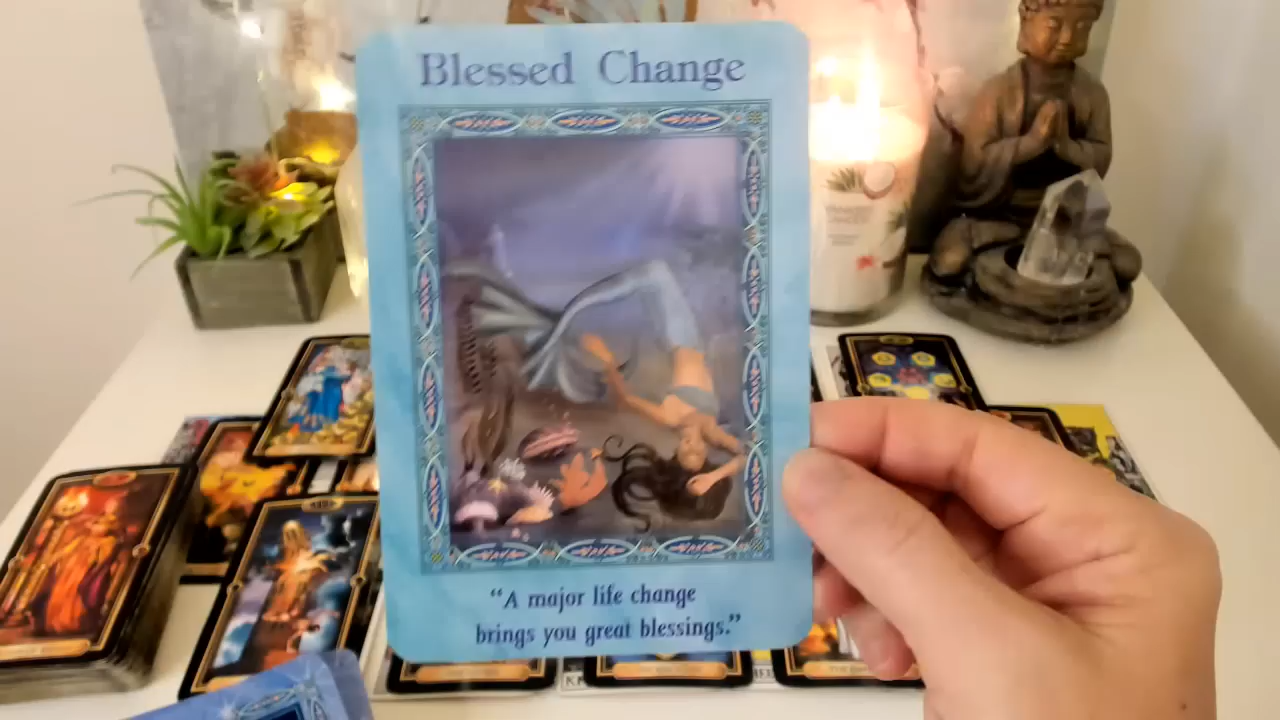 Blessed Change
“A major life change
brings you great blessings.”